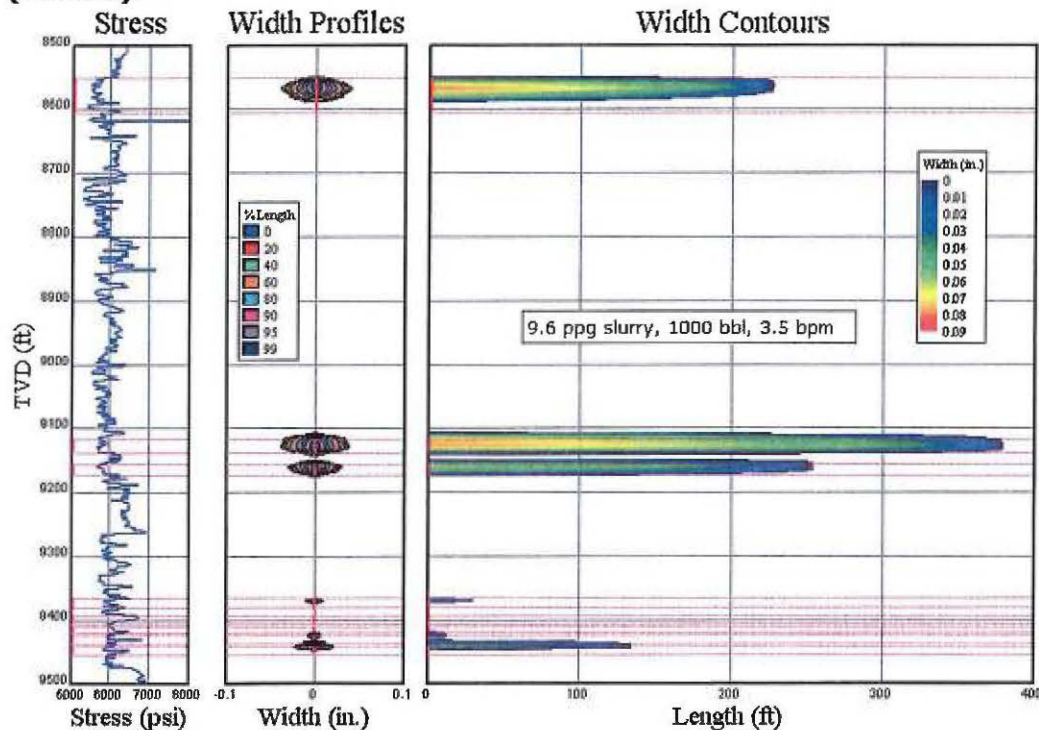 Stress
Width Profiles
Width Contours
TVD (ft)
8500
8600
8700
8800
8900
9000
9100
9200
9300
9400
9500
6000 6000 7000 8000
Stress (psi)
%Length
0
20
40
60
80
90
95
99
-0.1 0 0.1
Width (in.)
Width (in.)
0
0.01
0.02
0.03
0.04
0.05
0.06
0.07
0.08
0.09
9.6 ppg slurry, 1000 bbl, 3.5 bpm
0 100 200 300 400
Length (ft)